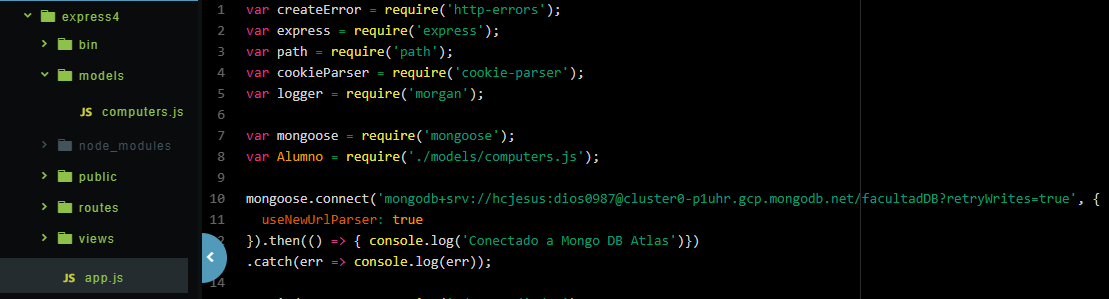 express4
bin
models
JS computers.js
node_modules
public
routes
views
JS app.js
1 var createError = require('http-errors');
2 var express = require('express');
3 var path = require('path');
4 var cookieParser = require('cookie-parser');
5 var logger = require('morgan');
6
7 var mongoose = require('mongoose');
8 var Alumno = require('./models/computers.js');
9
10 mongoose.connect('mongodb+srv://hcjesus:dios0987@cluster0-p1uhr.gcp.mongodb.net/facultadDB?retryWrites=true', {
11 useNewUrlParser: true
}).then(() => { console.log('Conectado a Mongo DB Atlas')})
.catch(err => console.log(err));
14